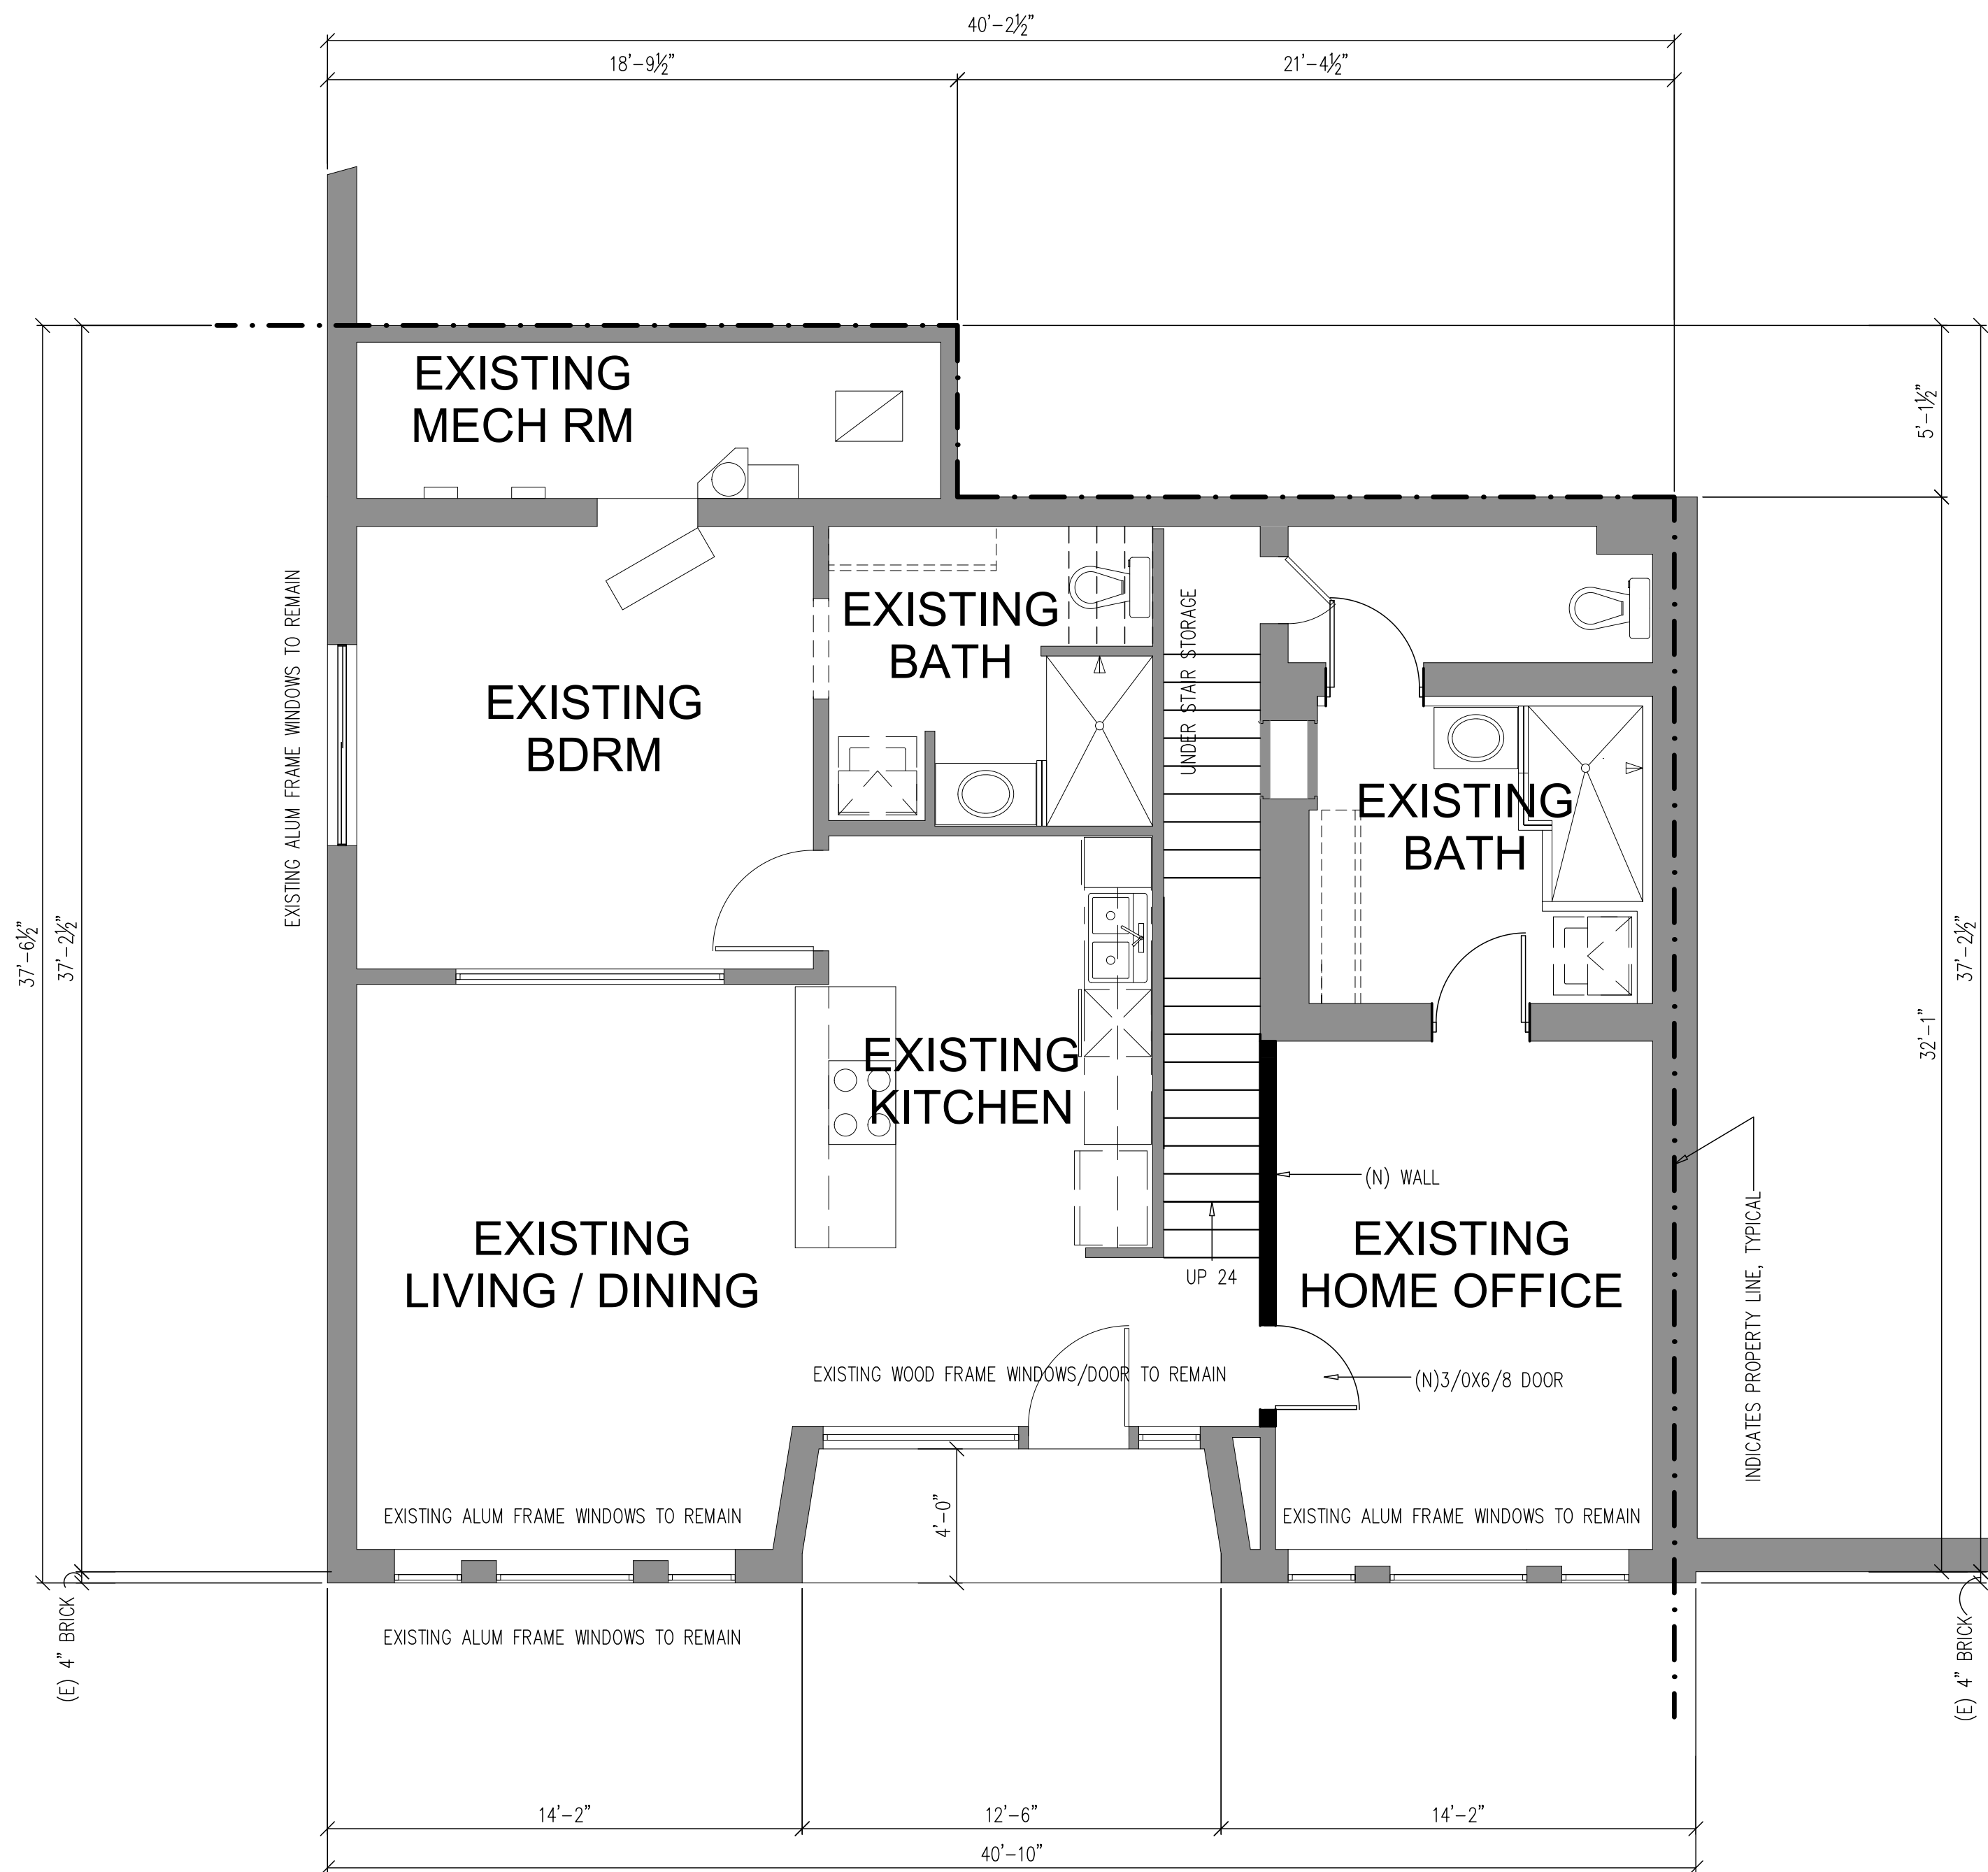 40'-2½"
18'-9½"
21'-4½"
EXISTING
MECH RM
5'-1½"
EXISTING ALUM FRAME WINDOWS TO REMAIN
EXISTING
BATH
UNDER STAIR STORAGE
EXISTING
BDRM
EXISTING
BATH
37'-6½"
37'-2½"
37'-2½"
32'-1"
EXISTING
KITCHEN
(N) WALL
EXISTING
LIVING / DINING
UP 24
EXISTING
HOME OFFICE
INDICATES PROPERTY LINE, TYPICAL
EXISTING WOOD FRAME WINDOWS/DOOR TO REMAIN
(N)3/0X6/8 DOOR
4'-0"
EXISTING ALUM FRAME WINDOWS TO REMAIN
EXISTING ALUM FRAME WINDOWS TO REMAIN
(E) 4" BRICK
EXISTING ALUM FRAME WINDOWS TO REMAIN
(E) 4" BRICK
14'-2"
12'-6"
14'-2"
40'-10"